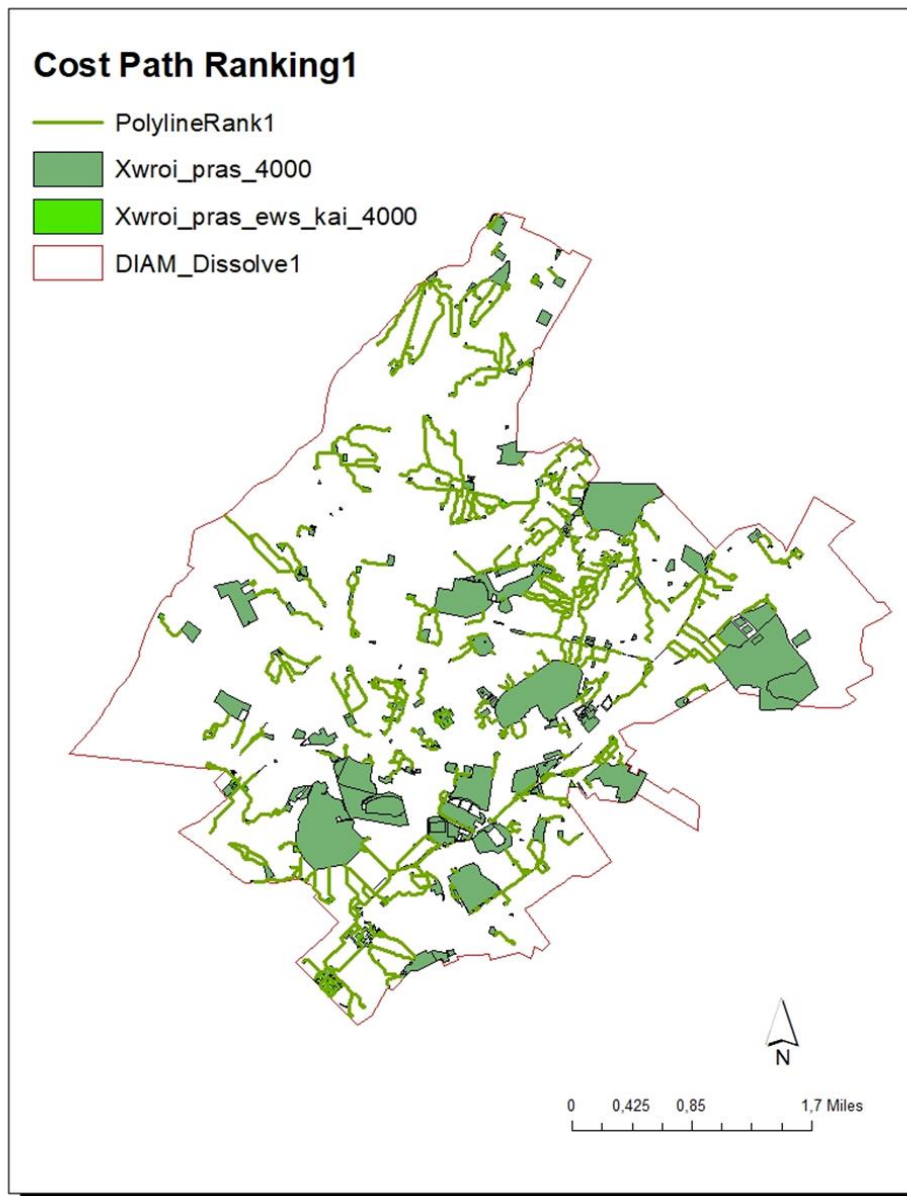 Cost Path Ranking1
PolylineRank1
Xwroi_pras_4000
Xwroi_pras_ews_kai_4000
DIAM_Dissolve1
N
0 0,425 0,85 1,7 Miles